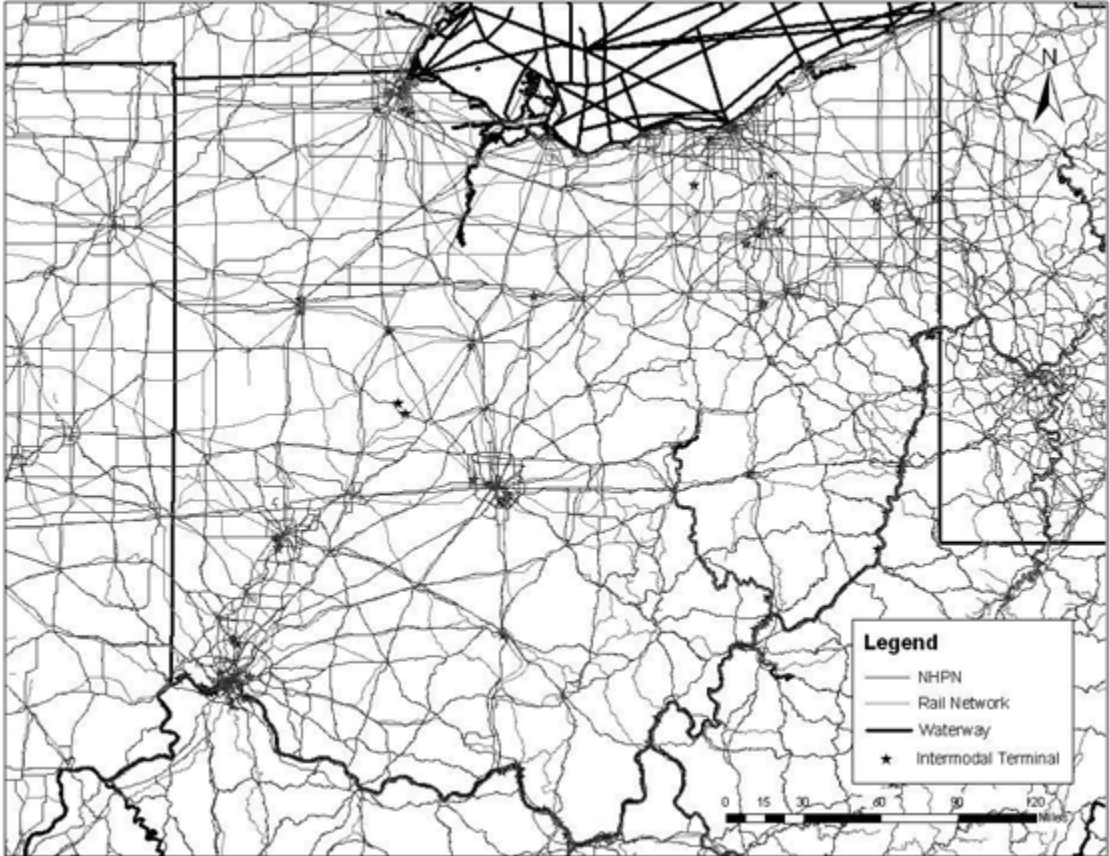 N
Legend
NHPN
Rail Network
Waterway
Intermodal Terminal
0 15 30 60 90 120
Miles